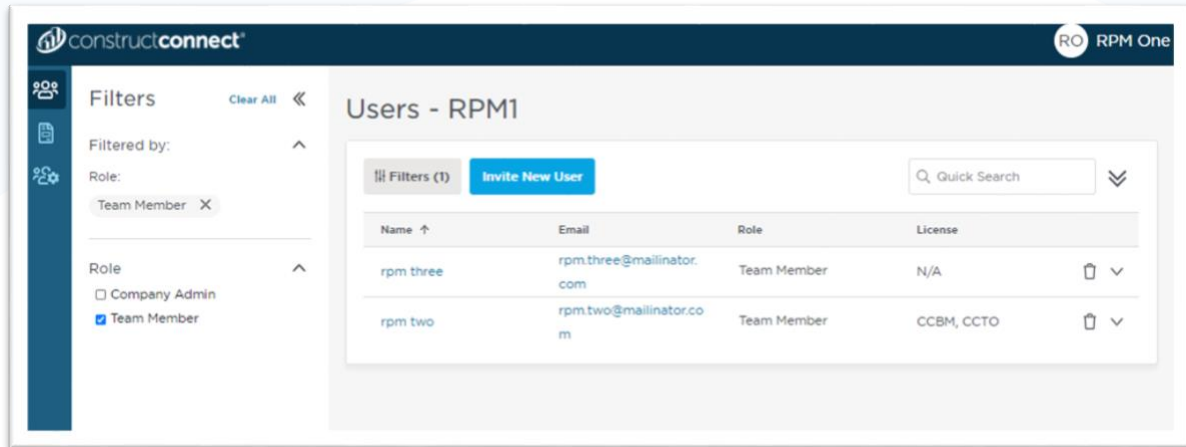 constructconnect®
RO RPM One
Filters Clear All
Filtered by:
Role:
Team Member X
Role
Company Admin
Team Member
Users - RPM1
Filters (1) Invite New User Quick Search
Name ↑ Email Role License
rpm three rpm.three@mailinator. Team Member N/A
com
rpm two rpm.two@mailinator.co Team Member CCBM, CCTO
m